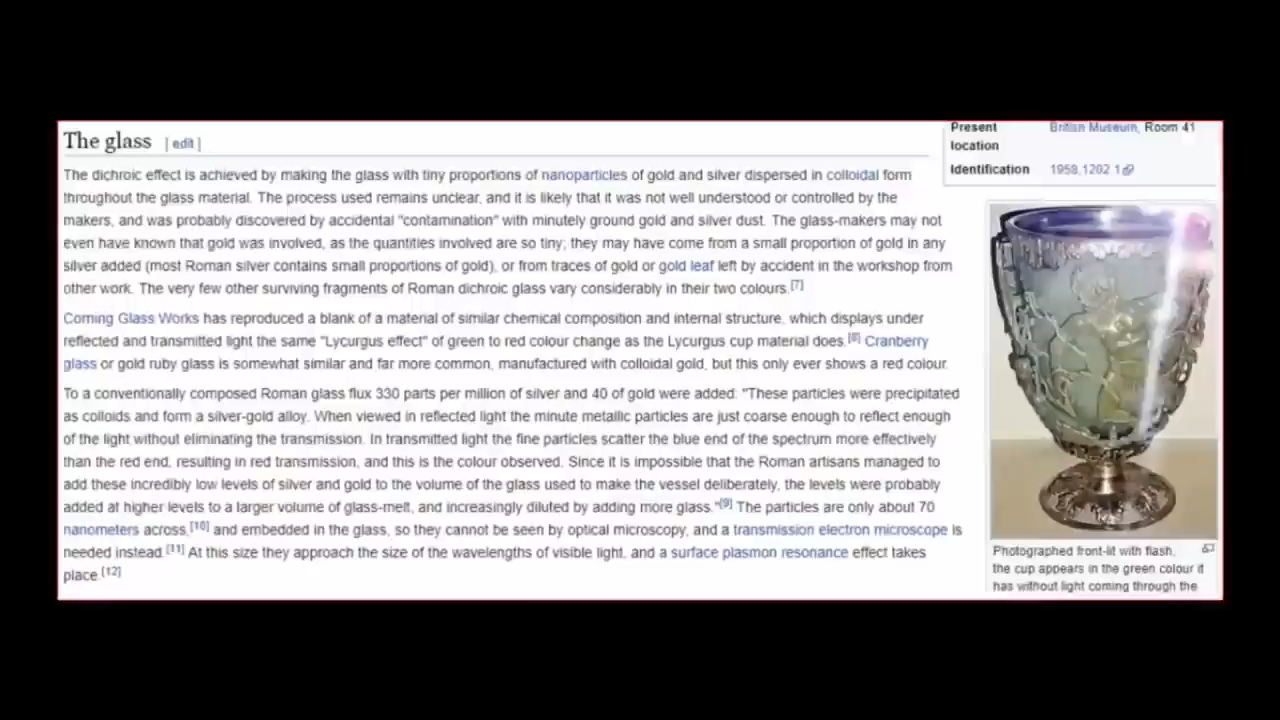 The glass [ edit ]
The dichroic effect is achieved by making the glass with tiny proportions of nanoparticles of gold and silver dispersed in colloidal form
throughout the glass material. The process used remains unclear, and it is likely that it was not well understood or controlled by the
makers, and was probably discovered by accidental "contamination" with minutely ground gold and silver dust. The glass-makers may not
even have known that gold was involved, as the quantities involved are so tiny; they may have come from a small proportion of gold in any
silver added (most Roman silver contains small proportions of gold), or from traces of gold or gold leaf left by accident in the workshop from
other work. The very few other surviving fragments of Roman dichroic glass vary considerably in their two colours.[7]
Corning Glass Works has reproduced a blank of a material of similar chemical composition and internal structure, which displays under
reflected and transmitted light the same "Lycurgus effect" of green to red colour change as the Lycurgus cup material does.[8] Cranberry
glass or gold ruby glass is somewhat similar and far more common, manufactured with colloidal gold, but this only ever shows a red colour.
To a conventionally composed Roman glass flux 330 parts per million of silver and 40 of gold were added: "These particles were precipitated
as colloids and form a silver-gold alloy. When viewed in reflected light the minute metallic particles are just coarse enough to reflect enough
of the light without eliminating the transmission. In transmitted light the fine particles scatter the blue end of the spectrum more effectively
than the red end, resulting in red transmission, and this is the colour observed. Since it is impossible that the Roman artisans managed to
add these incredibly low levels of silver and gold to the volume of the glass used to make the vessel deliberately, the levels were probably
added at higher levels to a larger volume of glass-melt, and increasingly diluted by adding more glass."[9] The particles are only about 70
nanometers across,[10] and embedded in the glass, so they cannot be seen by optical microscopy, and a transmission electron microscope is
needed instead.[11] At this size they approach the size of the wavelengths of visible light, and a surface plasmon resonance effect takes
place.[12]
Present location British Museum, Room 41
Identification 1958,1202.1
Photographed front-lit with flash,
the cup appears in the green colour it
has without light coming through the